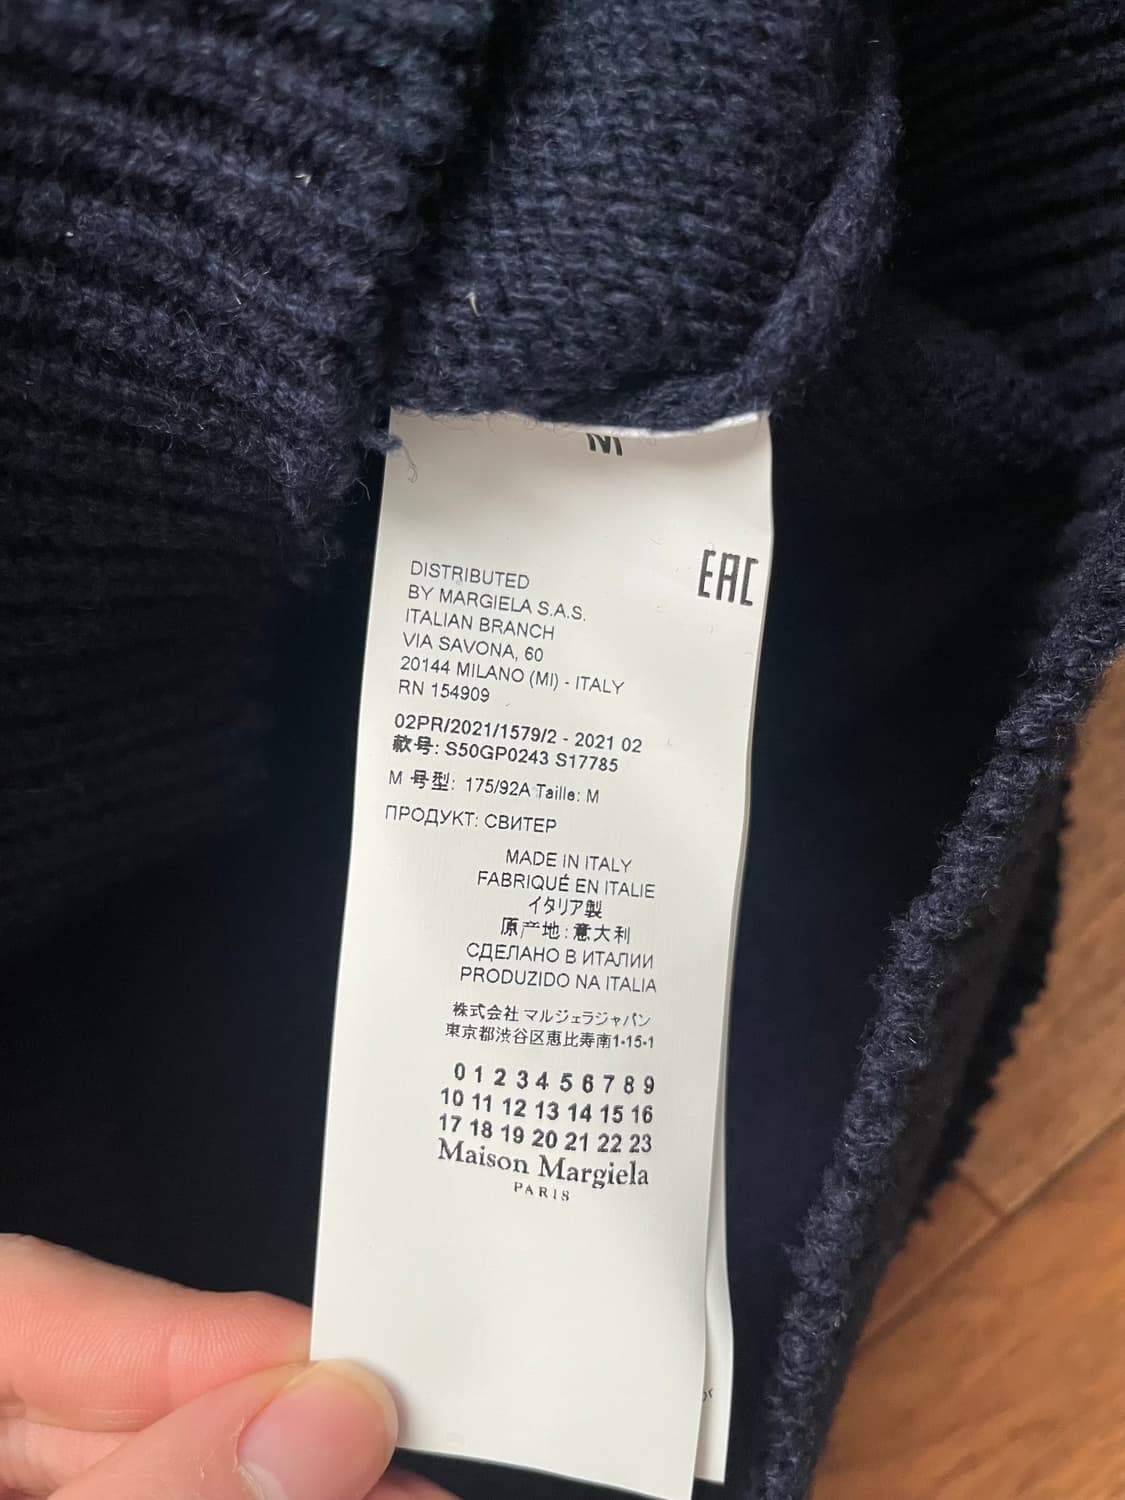 M
EAC
DISTRIBUTED
BY MARGIELA S.A.S.
ITALIAN BRANCH
VIA SAVONA, 60
20144 MILANO (MI) - ITALY
RN 154909
02PR/2021/1579/2 - 2021 02
款号: S50GP0243 S17785
M 号型: 175/92A Taille: M
ПРОДУКТ: СВИТЕР
MADE IN ITALY
FABRIQUÉ EN ITALIE
イタリア製
原产地:意大利
СДЕЛАНО В ИТАЛИИ
PRODUZIDO NA ITALIA
株式会社 マルジェラジャパン
東京都渋谷区恵比寿南1-15-1
0 1 2 3 4 5 6 7 8 9
10 11 12 13 14 15 16
17 18 19 20 21 22 23
Maison Margiela
PARIS